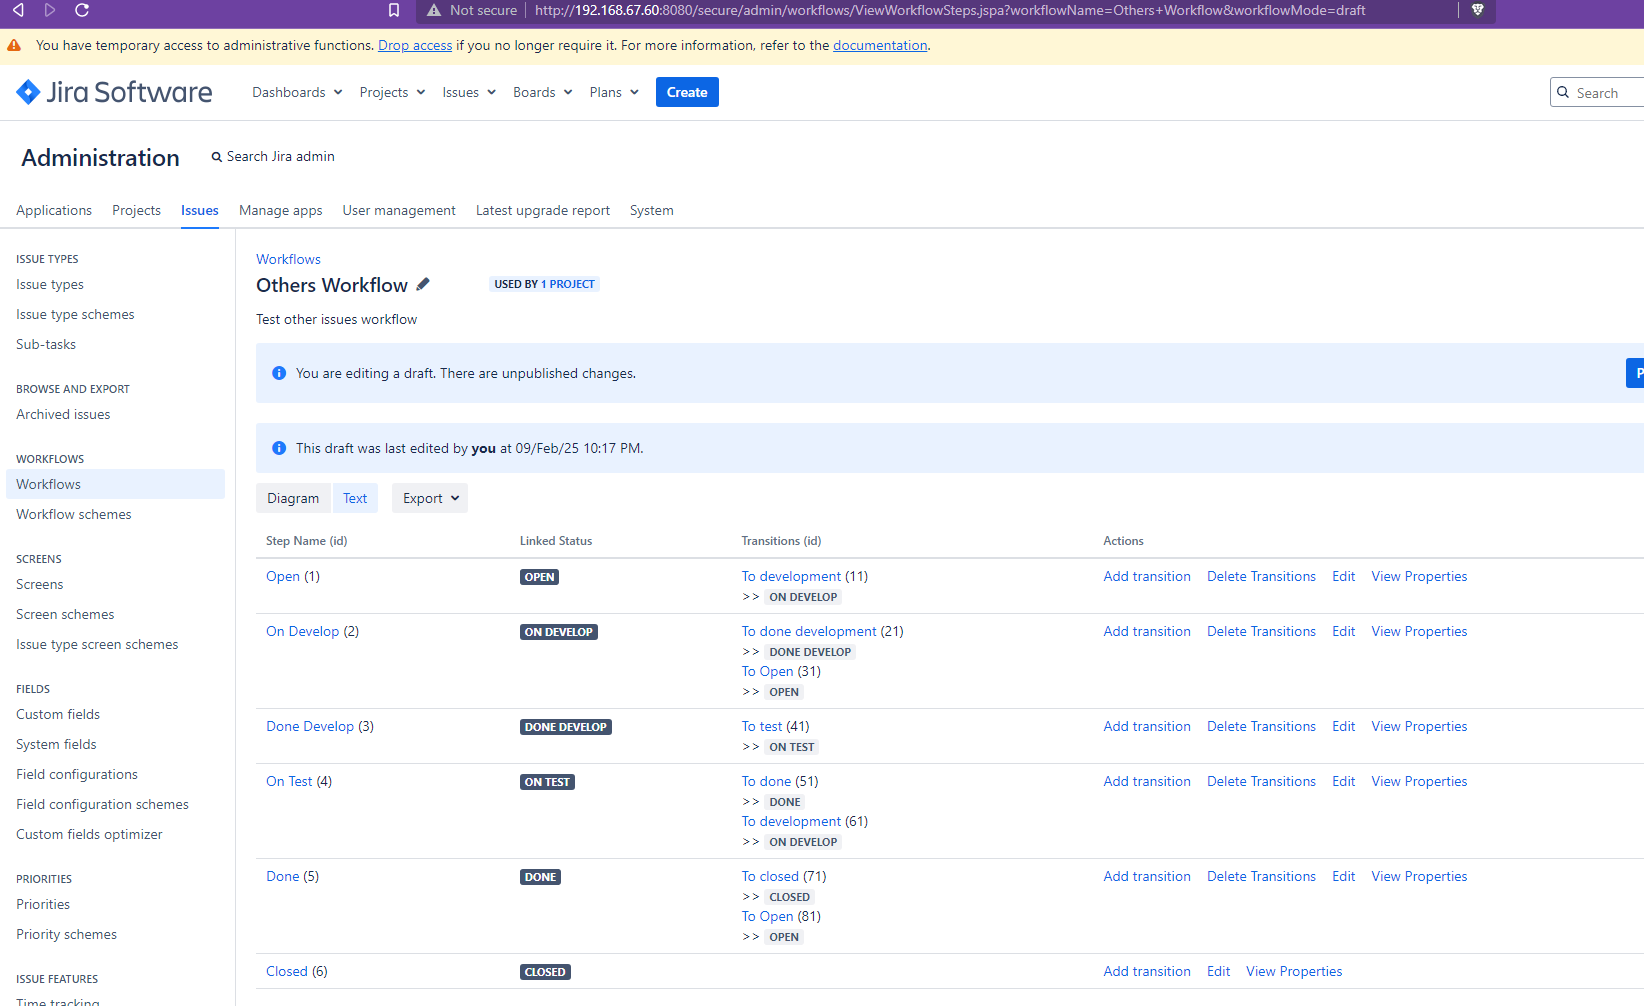 Not secure http://192.168.67.60:8080/secure/admin/workflows/ViewWorkflowSteps.jspa?workflowName=Others+Workflow&workflowMode=draft
You have temporary access to administrative functions. Drop access if you no longer require it. For more information, refer to the documentation.
Jira Software Dashboards Projects Issues Boards Plans Create Search
Administration Search Jira admin
Applications Projects Issues Manage apps User management Latest upgrade report System
ISSUE TYPES
Issue types
Issue type schemes
Sub-tasks
BROWSE AND EXPORT
Archived issues
WORKFLOWS
Workflows
Workflow schemes
SCREENS
Screens
Screen schemes
Issue type screen schemes
FIELDS
Custom fields
System fields
Field configurations
Field configuration schemes
Custom fields optimizer
PRIORITIES
Priorities
Priority schemes
ISSUE FEATURES
Time tracking
Workflows
Others Workflow USED BY 1 PROJECT
Test other issues workflow
You are editing a draft. There are unpublished changes. P
This draft was last edited by you at 09/Feb/25 10:17 PM.
Diagram Text Export
Step Name (id) Linked Status Transitions (id) Actions
Open (1) OPEN To development (11) Add transition Delete Transitions Edit View Properties
>> ON DEVELOP
On Develop (2) ON DEVELOP To done development (21) Add transition Delete Transitions Edit View Properties
>> DONE DEVELOP
To Open (31)
>> OPEN
Done Develop (3) DONE DEVELOP To test (41) Add transition Delete Transitions Edit View Properties
>> ON TEST
On Test (4) ON TEST To done (51) Add transition Delete Transitions Edit View Properties
>> DONE
To development (61)
>> ON DEVELOP
Done (5) DONE To closed (71) Add transition Delete Transitions Edit View Properties
>> CLOSED
To Open (81)
>> OPEN
Closed (6) CLOSED Add transition Edit View Properties